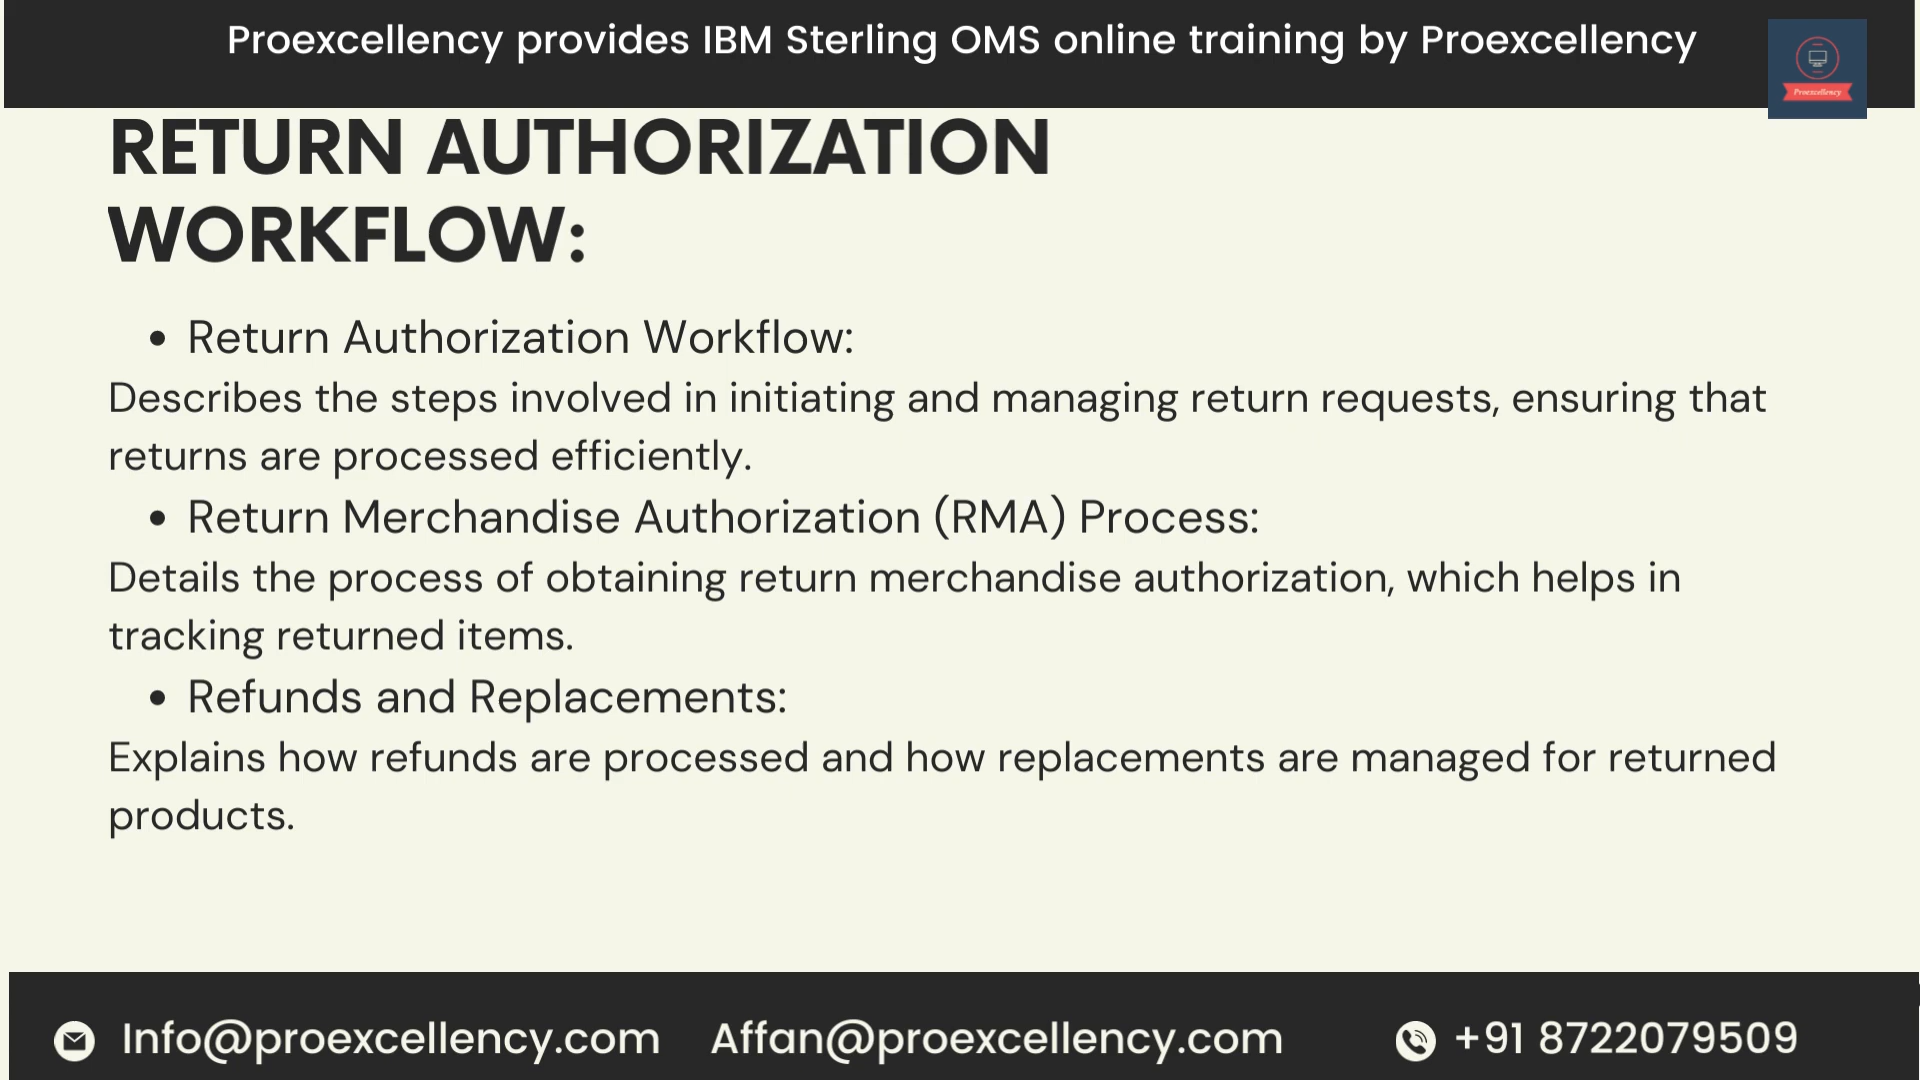 Proexcellency provides IBM Sterling OMS online training by Proexcellency
Proexcellency
RETURN AUTHORIZATION
WORKFLOW:
• Return Authorization Workflow:
Describes the steps involved in initiating and managing return requests, ensuring that
returns are processed efficiently.
• Return Merchandise Authorization (RMA) Process:
Details the process of obtaining return merchandise authorization, which helps in
tracking returned items.
• Refunds and Replacements:
Explains how refunds are processed and how replacements are managed for returned
products.
Info@proexcellency.com Affan@proexcellency.com +91 8722079509